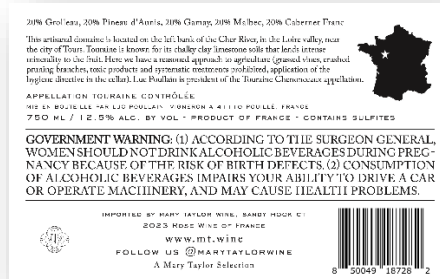 20% Grolleau, 20% Pineau d'Aunis, 20% Gamay, 20% Malbec, 20% Cabernet Franc
This artisanal domaine is located on the left bank of the Cher River, in the Loire valley, near
the city of Tours. Touraine is known for its chalky clay limestone soils that lends intense
minerality to the fruit. Here we have a reasoned approach to agriculture (grassed vines, crushed
pruning branches, toxic products and systematic treatments prohibited, application of the
hygiene directive in the cellar). Luc Poullain is president of the Touraine Chenonceaux appellation.
APPELLATION TOURAINE CONTRÔLÉE
MIS EN BOUTEILLE PAR LUC POULLAIN VIGNERON À 41110 POUILLÉ, FRANCE
750 ML / 12.5% ALC. BY VOL • PRODUCT OF FRANCE • CONTAINS SULFITES
GOVERNMENT WARNING: (1) ACCORDING TO THE SURGEON GENERAL,
WOMEN SHOULD NOT DRINK ALCOHOLIC BEVERAGES DURING PREG-
NANCY BECAUSE OF THE RISK OF BIRTH DEFECTS. (2) CONSUMPTION
OF ALCOHOLIC BEVERAGES IMPAIRS YOUR ABILITY TO DRIVE A CAR
OR OPERATE MACHINERY, AND MAY CAUSE HEALTH PROBLEMS.
IMPORTED BY MARY TAYLOR WINE, SANDY HOOK CT
2023 ROSE WINE OF FRANCE
www.mt.wine
FOLLOW US @MARYTAYLORWINE
A Mary Taylor Selection
8 50049 18728 2